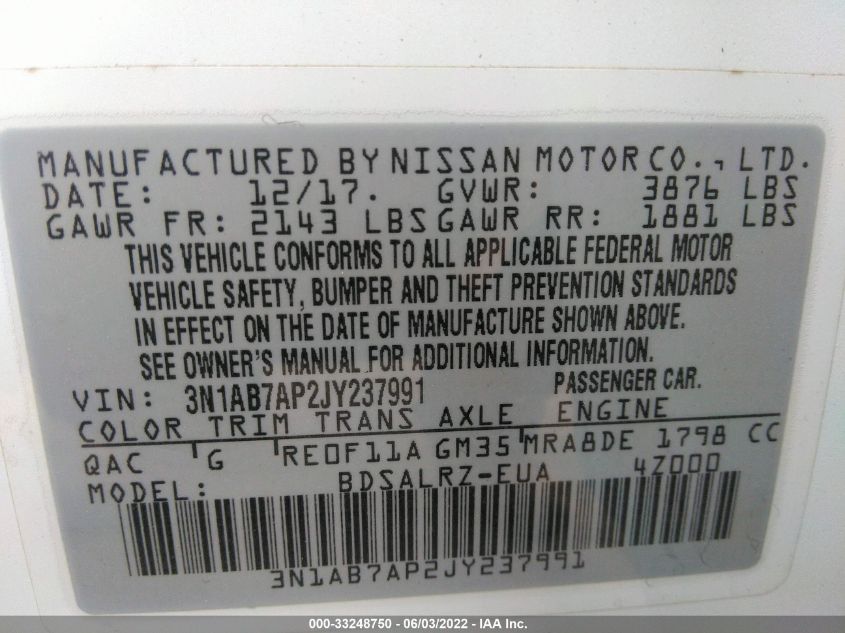 MANUFACTURED BY NISSAN MOTOR CO., LTD.
DATE: 12/17. GVWR: 3876 LBS
GAWR FR: 2143 LBS GAWR RR: 1881 LBS
THIS VEHICLE CONFORMS TO ALL APPLICABLE FEDERAL MOTOR
VEHICLE SAFETY, BUMPER AND THEFT PREVENTION STANDARDS
IN EFFECT ON THE DATE OF MANUFACTURE SHOWN ABOVE.
SEE OWNER'S MANUAL FOR ADDITIONAL INFORMATION.
VIN: 3N1AB7AP2JY237991 PASSENGER CAR.
COLOR TRIM TRANS AXLE ENGINE
QAC G RE0F11A GM35 MRA8DE 1798 CC
MODEL: BDSALRZ-EUA 4Z000
3N1AB7AP2JY237991
000-33248750 - 06/03/2022 - IAA Inc.